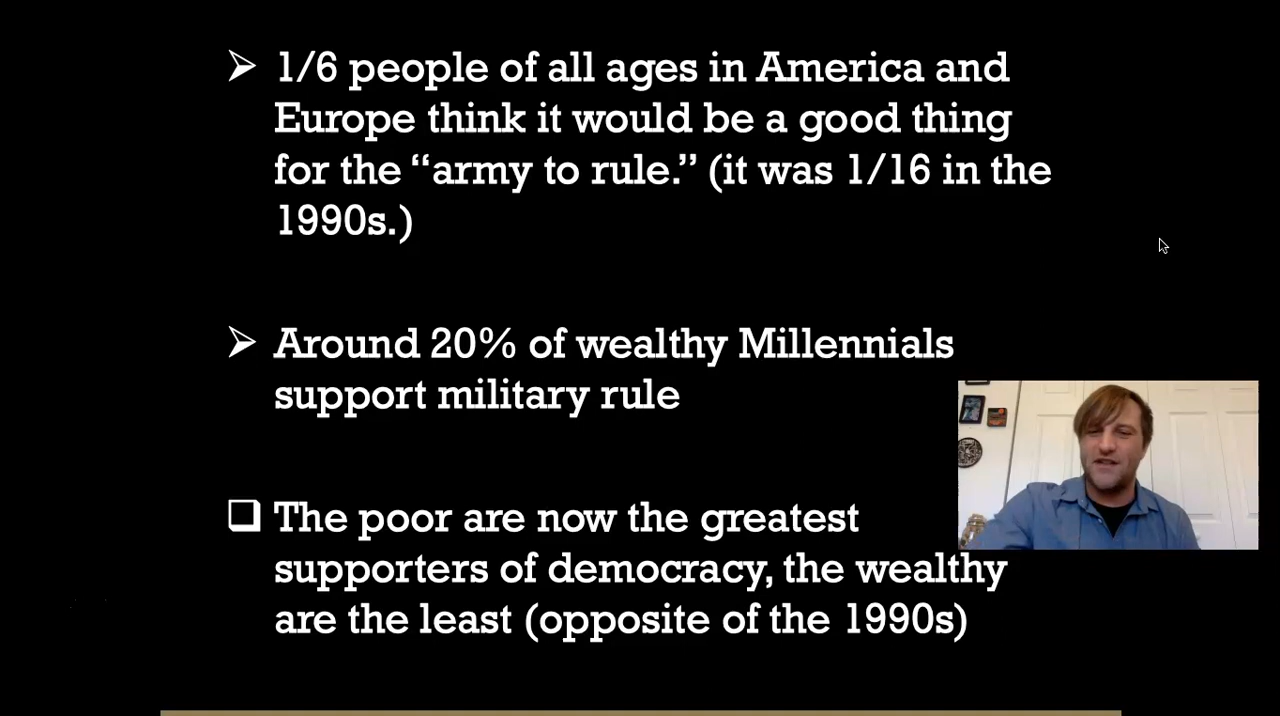 ➢ 1/6 people of all ages in America and
Europe think it would be a good thing
for the “army to rule.” (it was 1/16 in the
1990s.)
➢ Around 20% of wealthy Millennials
support military rule
❑ The poor are now the greatest
supporters of democracy, the wealthy
are the least (opposite of the 1990s)